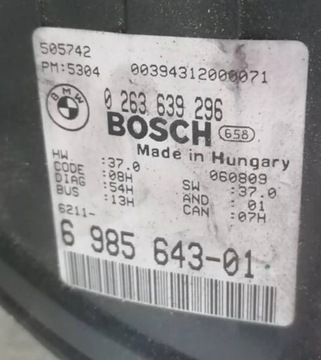 505742
PM:5304 00394312000071
BMW
0 263 639 296
BOSCH 658
Made in Hungary
HW :37.0 060809
CODE :08H SW :37.0
DIAG :54H AND : 01
BUS :13H CAN :07H
6211-
6 985 643-01